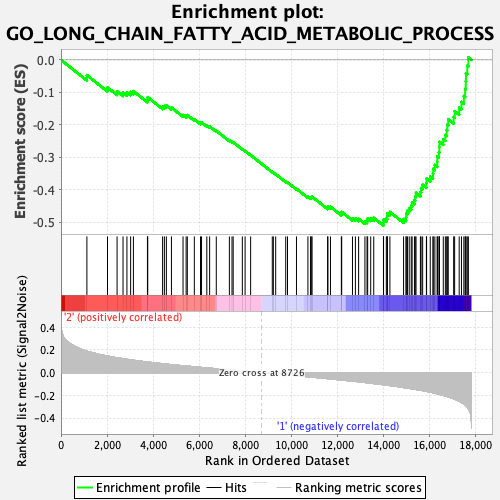 Enrichment plot:
GO_LONG_CHAIN_FATTY_ACID_METABOLIC_PROCESS
Enrichment score (ES)
0.0
-0.1
-0.2
-0.3
-0.4
-0.5
Ranked list metric (Signal2Noise)
'2' (positively correlated)
0.4
0.2
0.0
-0.2
-0.4
Zero cross at 8726
'1' (negatively correlated)
0
2,000
4,000
6,000
8,000
10,000
12,000
14,000
16,000
18,000
Rank in Ordered Dataset
Enrichment profile
Hits
Ranking metric scores